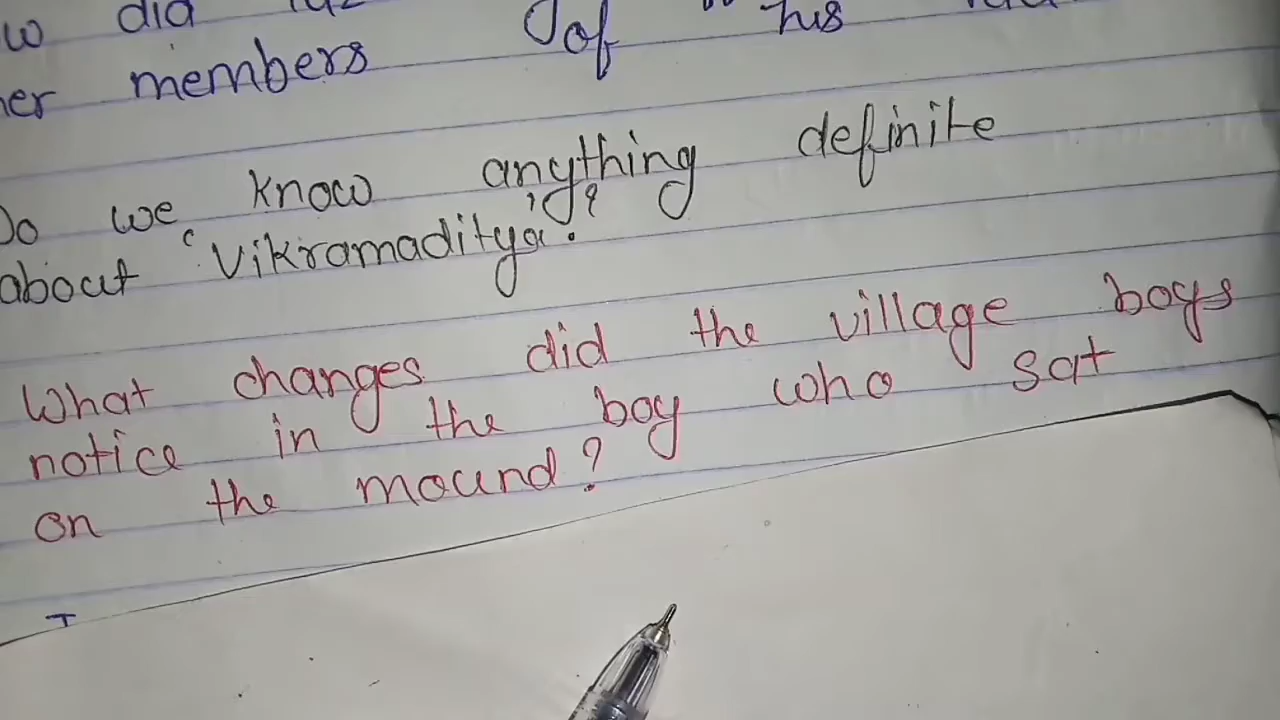 did
members of his
we know anything definite
about 'Vikramaditya'?
What changes did the village boys
notice in the boy who sat
on the mound?